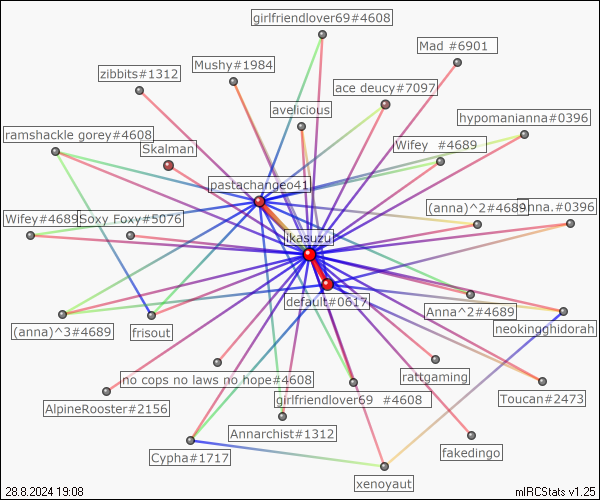 girlfriendlover69#4608
Mad #6901
Mushy#1984
zibbits#1312
ace deucy#7097
avelicious
hypomanianna#0396
ramshackle gorey#4608
Skalman
Wifey #4689
pastachangeo41
(anna)^2#4689
Anna.#0396
Wifey#4689
Soxy Foxy#5076
ikasuzu
default#0617
Anna^2#4689
neokingghidorah
(anna)^3#4689
frisout
no cops no laws no hope#4608
rattgaming
girlfriendlover69 #4608
Toucan#2473
AlpineRooster#2156
Annarchist#1312
Cypha#1717
fakedingo
xenoyaut
28.8.2024 19:08
mIRCStats v1.25